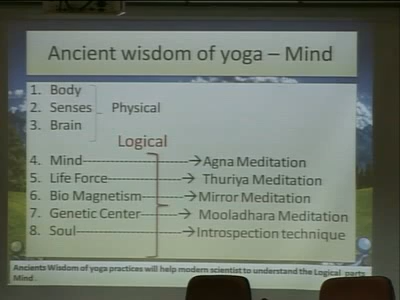 Ancient wisdom of yoga – Mind
1. Body
2. Senses Physical
3. Brain
Logical
4. Mind----------------------→Agna Meditation
5. Life Force----------------→ Thuriya Meditation
6. Bio Magnetism---------→Mirror Meditation
7. Genetic Center---------→ Mooladhara Meditation
8. Soul-----------------------→Introspection technique
Ancients Wisdom of yoga practices will help modern scientist to understand the Logical parts
Mind .